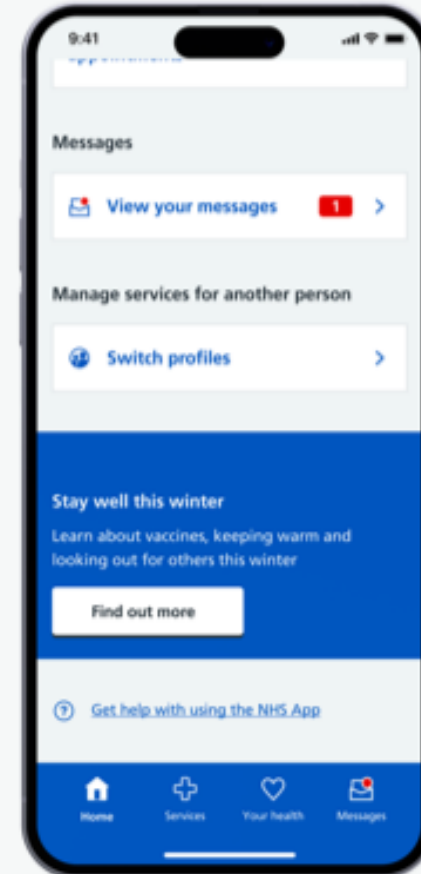 9:41
Messages
View your messages
1
Manage services for another person
Switch profiles
Stay well this winter
Learn about vaccines, keeping warm and
looking out for others this winter
Find out more
Get help with using the NHS App
Home
Services
Your health
Messages